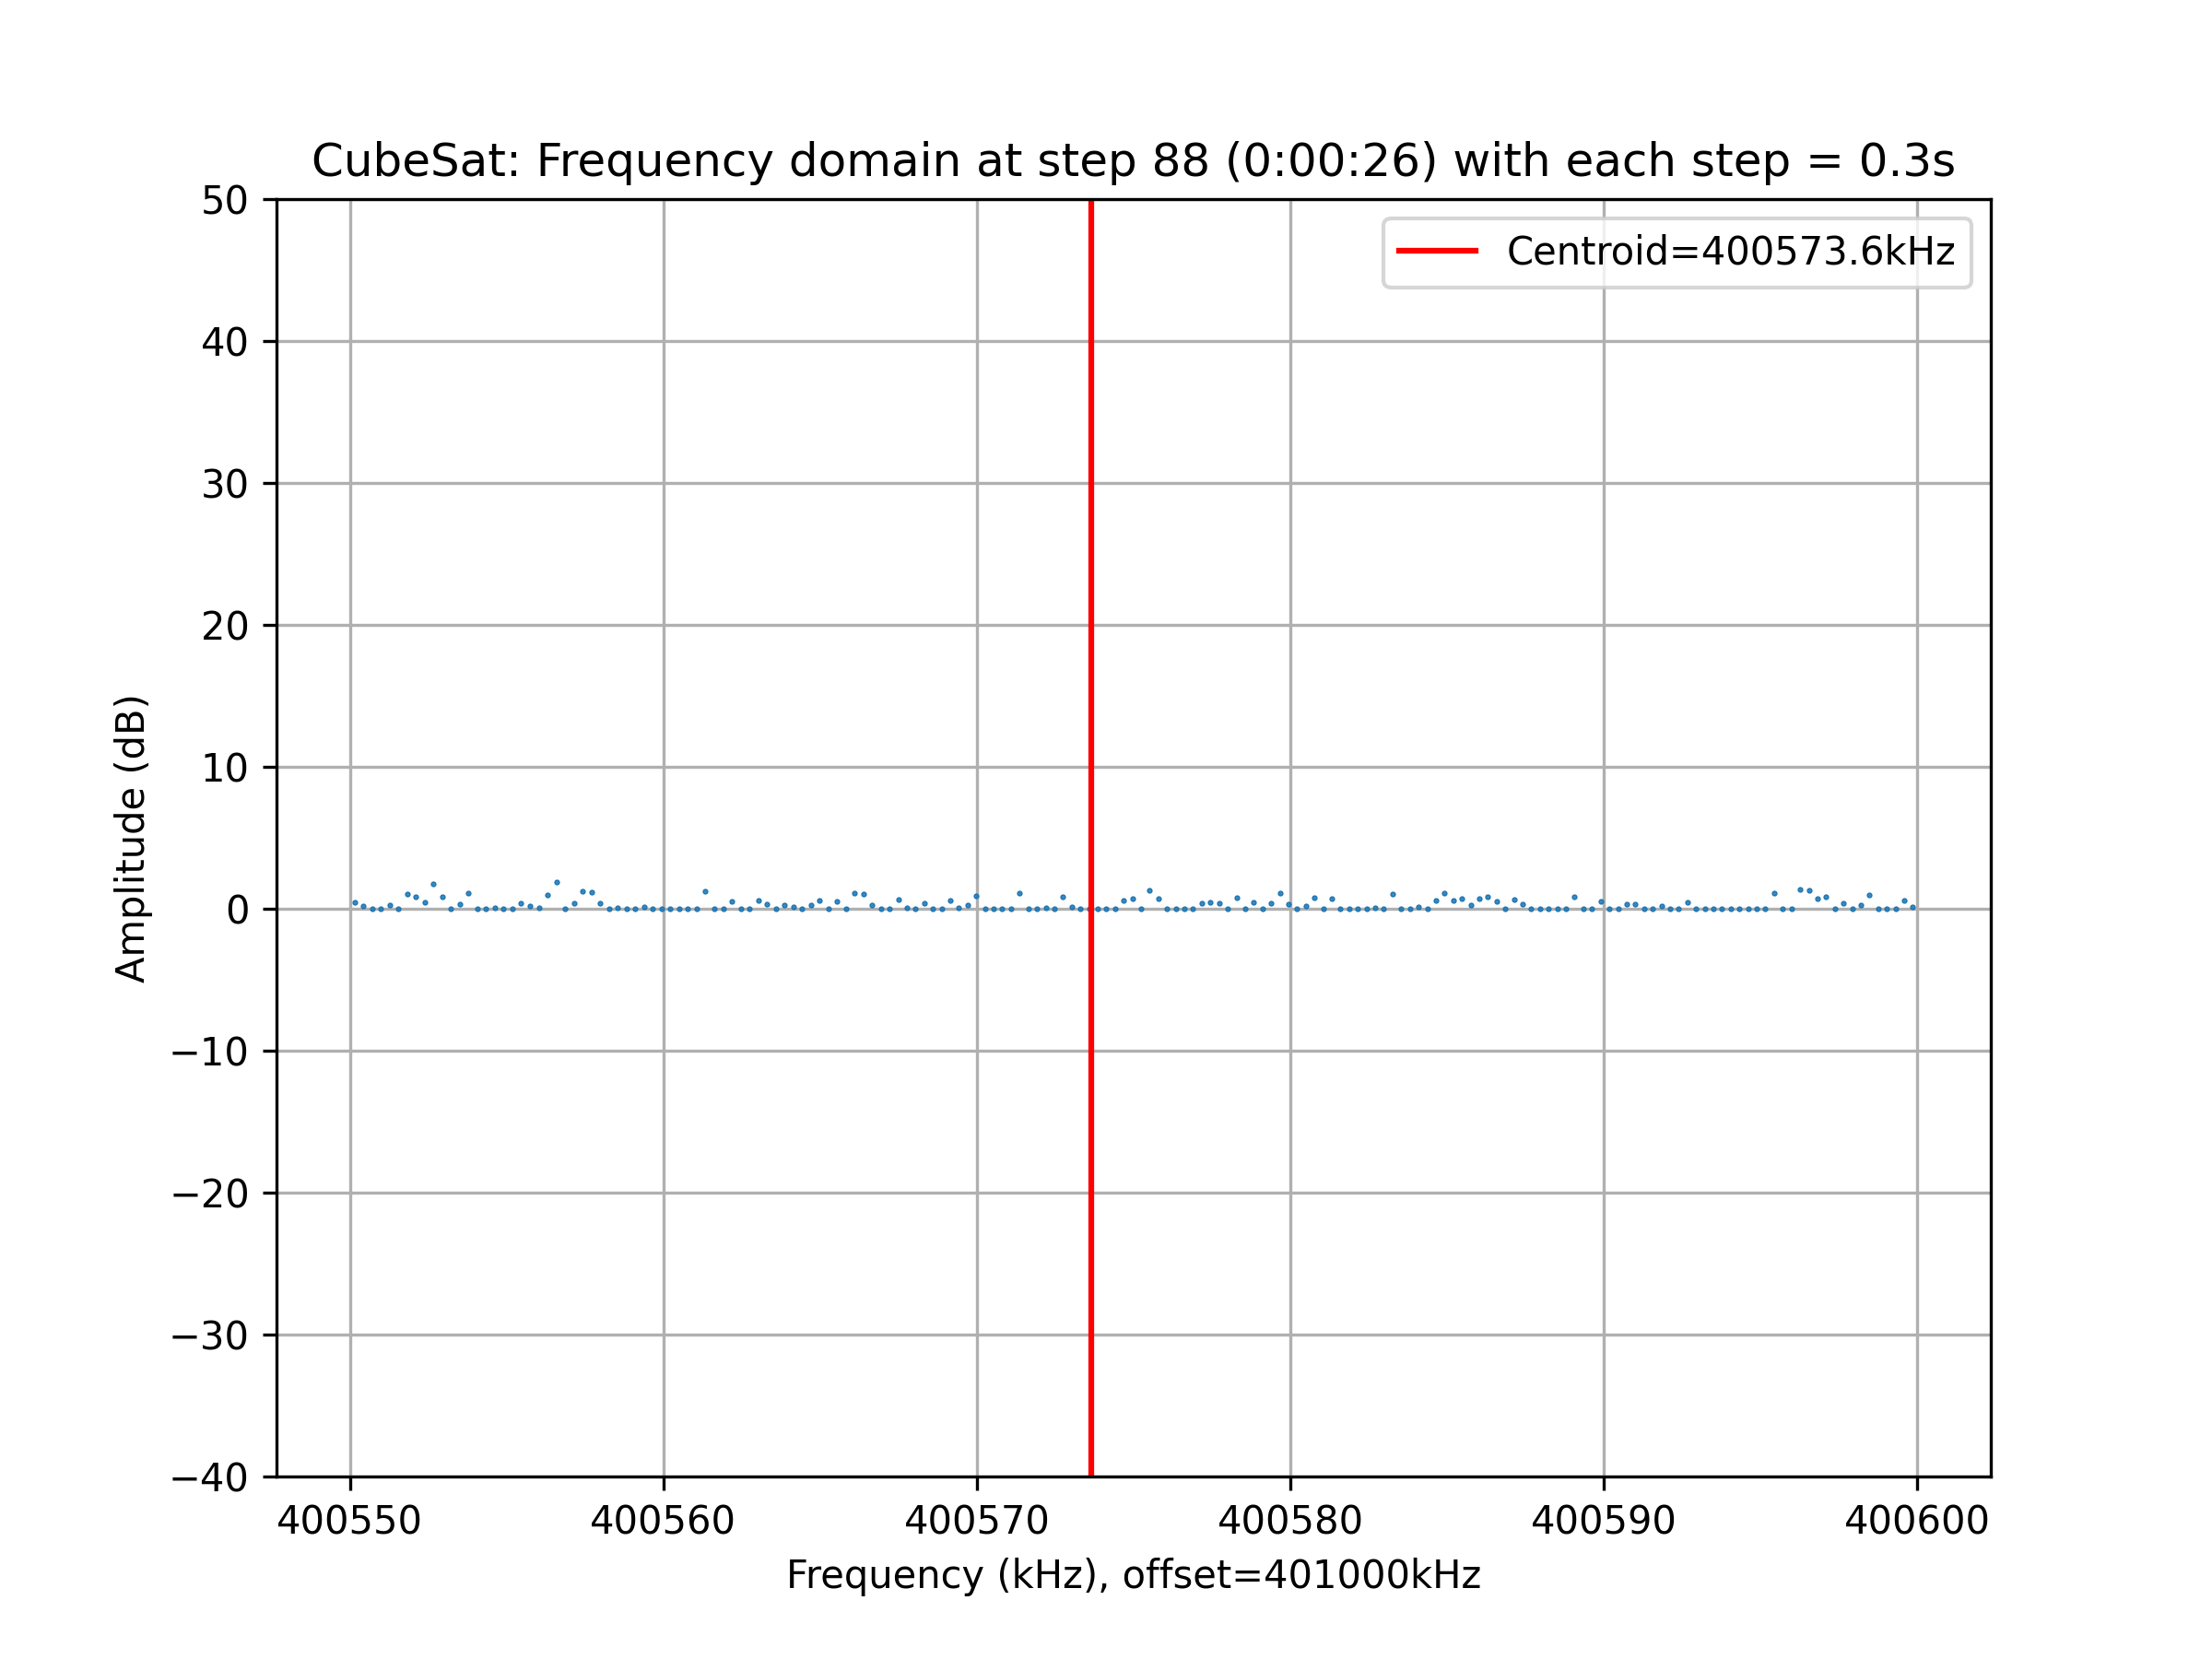 CubeSat: Frequency domain at step 88 (0:00:26) with each step = 0.3s
Centroid=400573.6kHz
50
40
30
20
10
0
−10
−20
−30
−40
Amplitude (dB)
400550 400560 400570 400580 400590 400600
Frequency (kHz), offset=401000kHz